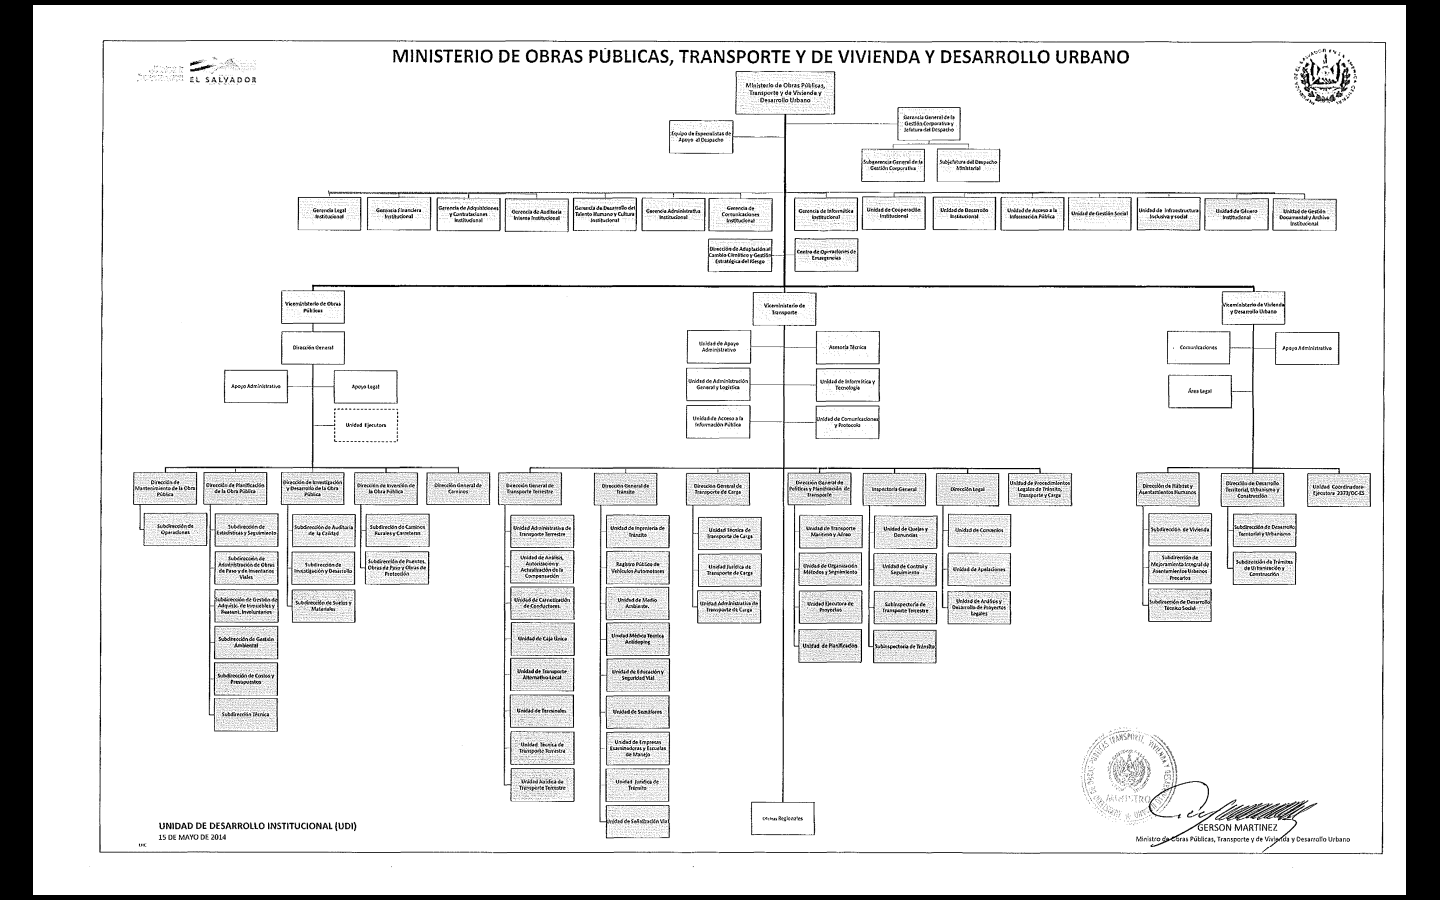 MINISTERIO DE OBRAS PÚBLICAS, TRANSPORTE Y DE VIVIENDA Y DESARROLLO URBANO
EL SALVADOR
Ministerio de Obras Públicas,
Transporte y de Vivienda y
Desarrollo Urbano
Gerencia General de la
Gestión Corporativa y
Jefatura del Despacho
Equipo de Especialistas de
Apoyo al Despacho
Subgerencia General de la
Gestión Corporativa
Subjefatura del Despacho
Ministerial
Gerencia Legal
Institucional
Gerencia Financiera
Institucional
Gerencia de Adquisiciones
y Contrataciones
Institucional
Gerencia de Auditoría
Interna Institucional
Gerencia de Desarrollo del
Talento Humano y Cultura
Institucional
Gerencia Administrativa
Institucional
Gerencia de
Comunicaciones
Institucional
Gerencia de Informática
Institucional
Unidad de Cooperación
Institucional
Unidad de Desarrollo
Institucional
Unidad de Acceso a la
Información Pública
Unidad de Gestión Social
Unidad de Infraestructura
Inclusiva y social
Unidad de Género
Institucional
Unidad de Gestión
Documental y Archivo
Institucional
Dirección de Adaptación al
Cambio Climático y Gestión
Estratégica del Riesgo
Centro de Operaciones de
Emergencias
Viceministerio de Obras
Públicas
Viceministerio de
Transporte
Viceministerio de Vivienda
y Desarrollo Urbano
Dirección General
Unidad de Apoyo
Administrativo
Asesoría Técnica
Comunicaciones
Apoyo Administrativo
Apoyo Administrativo
Apoyo Legal
Unidad de Administración
General y Logística
Unidad de Informática y
Tecnología
Área Legal
Unidad Ejecutora
Unidad de Acceso a la
Información Pública
Unidad de Comunicaciones
y Protocolo
Dirección de
Mantenimiento de la Obra
Pública
Dirección de Planificación
de la Obra Pública
Dirección de Investigación
y Desarrollo de la Obra
Pública
Dirección de Inversión de
la Obra Pública
Dirección General de
Caminos
Dirección General de
Transporte Terrestre
Dirección General de
Tránsito
Dirección General de
Transporte de Carga
Dirección General de
Políticas y Planificación de
Transporte
Inspectoría General
Dirección Legal
Unidad de Procedimientos
Legales de Tránsito,
Transporte y Carga
Dirección de Hábitat y
Asentamientos Humanos
Dirección de Desarrollo
Territorial, Urbanismo y
Construcción
Unidad Coordinadora-
Ejecutora 2373/OC-ES
Subdirección de
Operaciones
Subdirección de
Estadísticas y Seguimiento
Subdirección de
Administración de Obras
de Paso y de Inventarios
Viales
Subdirección de Gestión de
Adquisic. de Inmuebles y
Reasent. Involuntarios
Subdirección de Gestión
Ambiental
Subdirección de Costos y
Presupuestos
Subdirección Técnica
Subdirección de Auditoría
de la Calidad
Subdirección de
Investigación y Desarrollo
Subdirección de Suelos y
Materiales
Subdirección de Caminos
Rurales y Carreteras
Subdirección de Puentes,
Obras de Paso y Obras de
Protección
Unidad Administrativa de
Transporte Terrestre
Unidad de Análisis,
Autorización y
Actualización de la
Compensación
Unidad de Carnetización
de Conductores
Unidad de Caja Única
Unidad de Transporte
Alternativo Local
Unidad de Terminales
Unidad Técnica de
Transporte Terrestre
Unidad Jurídica de
Transporte Terrestre
Unidad de Ingeniería de
Tránsito
Registro Público de
Vehículos Automotores
Unidad de Medio
Ambiente
Unidad Médica Técnica
Antidoping
Unidad de Educación y
Seguridad Vial
Unidad de Semáforos
Unidad de Empresas
Examinadoras y Escuelas
de Manejo
Unidad Jurídica de
Tránsito
Unidad de Señalización Vial
Unidad Técnica de
Transporte de Carga
Unidad Jurídica de
Transporte de Carga
Unidad Administrativa de
Transporte de Carga
Unidad de Transporte
Marítimo y Aéreo
Unidad de Organización
Métodos y Seguimiento
Unidad Ejecutora de
Proyectos
Unidad de Planificación
Unidad de Quejas y
Denuncias
Unidad de Control y
Seguimiento
Subinspectoría de
Transporte Terrestre
Subinspectoría de Tránsito
Unidad de Convenios
Unidad de Apelaciones
Unidad de Análisis y
Desarrollo de Proyectos
Legales
Subdirección de Vivienda
Subdirección de
Mejoramiento Integral de
Asentamientos Urbanos
Precarios
Subdirección de Desarrollo
Técnico Social
Subdirección de Desarrollo
Territorial y Urbanismo
Subdirección de Trámites
de Urbanización y
Construcción
Oficinas Regionales
UNIDAD DE DESARROLLO INSTITUCIONAL (UDI)
15 DE MAYO DE 2014
MINISTRO
GERSON MARTINEZ
Ministro de Obras Públicas, Transporte y de Vivienda y Desarrollo Urbano